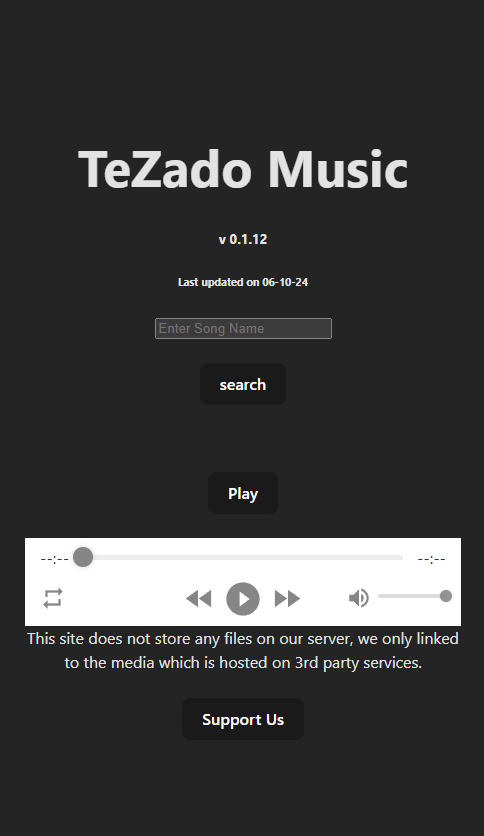 TeZado Music
v 0.1.12
Last updated on 06-10-24
Enter Song Name
search
Play
--:-- --:--
This site does not store any files on our server, we only linked
to the media which is hosted on 3rd party services.
Support Us